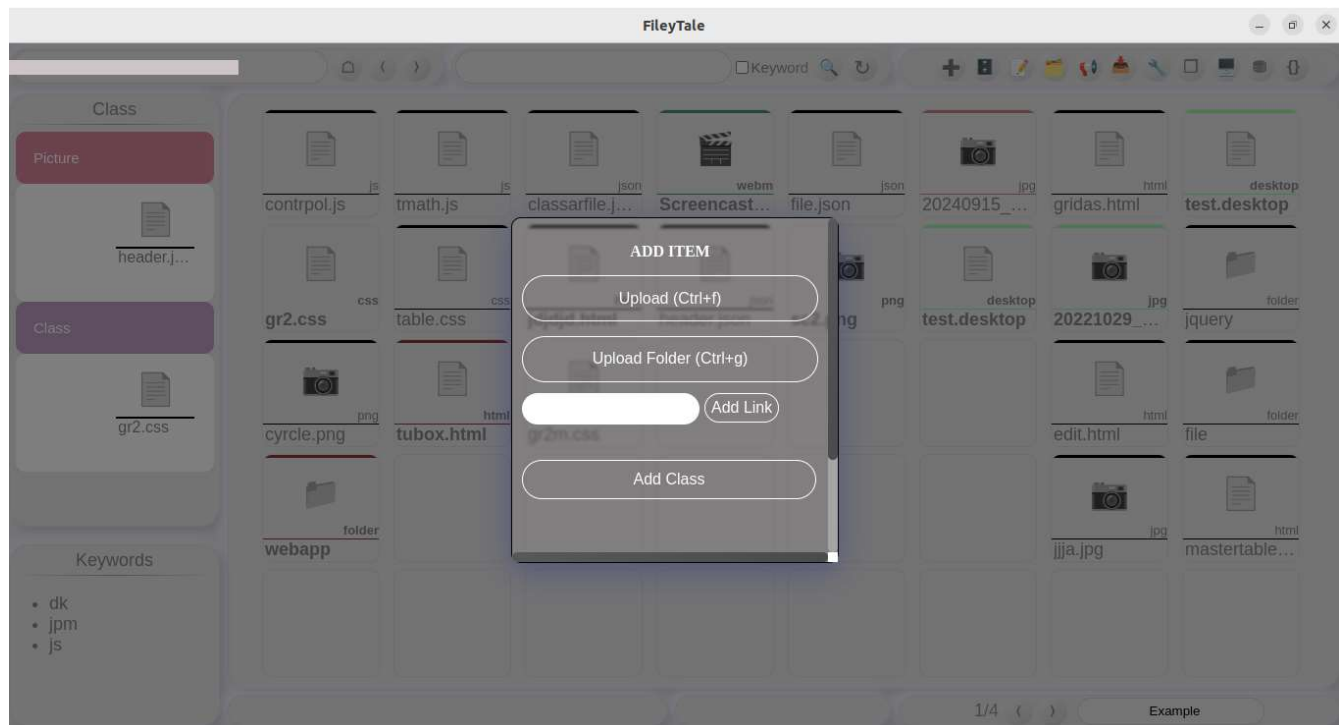 FileyTale
Keyword
{}
Class
Picture
header.j...
Class
gr2.css
Keywords
dk
jpm
js
js
js
json
webm
json
jpg
html
desktop
contrpol.js
tmath.js
classarfile.j...
Screencast...
file.json
20240915_...
gridas.html
test.desktop
css
css
png
desktop
jpg
folder
gr2.css
table.css
header.json
test.desktop
20221029_...
jquery
png
html
html
folder
cyrcle.png
tubox.html
gr2m.css
edit.html
file
folder
jpg
html
webapp
jjja.jpg
mastertable...
ADD ITEM
Upload (Ctrl+f)
Upload Folder (Ctrl+g)
Add Link
Add Class
1/4
Example